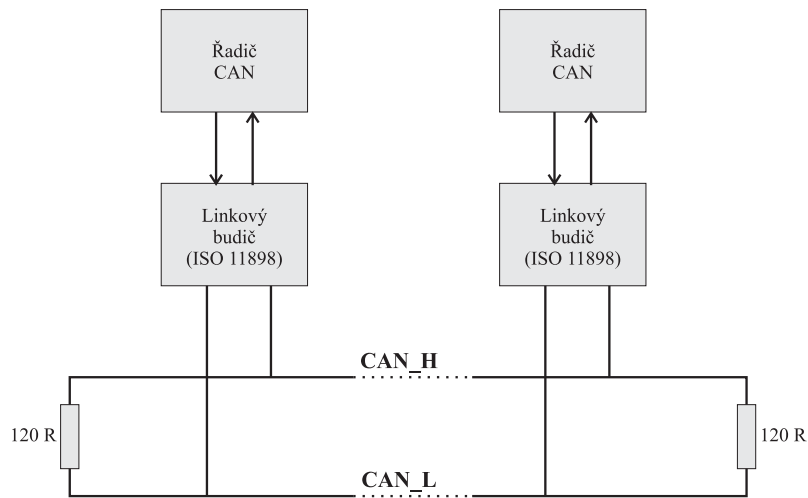 Řadič
CAN
Řadič
CAN
Linkový
budič
(ISO 11898)
Linkový
budič
(ISO 11898)
CAN_H
120 R
120 R
CAN_L